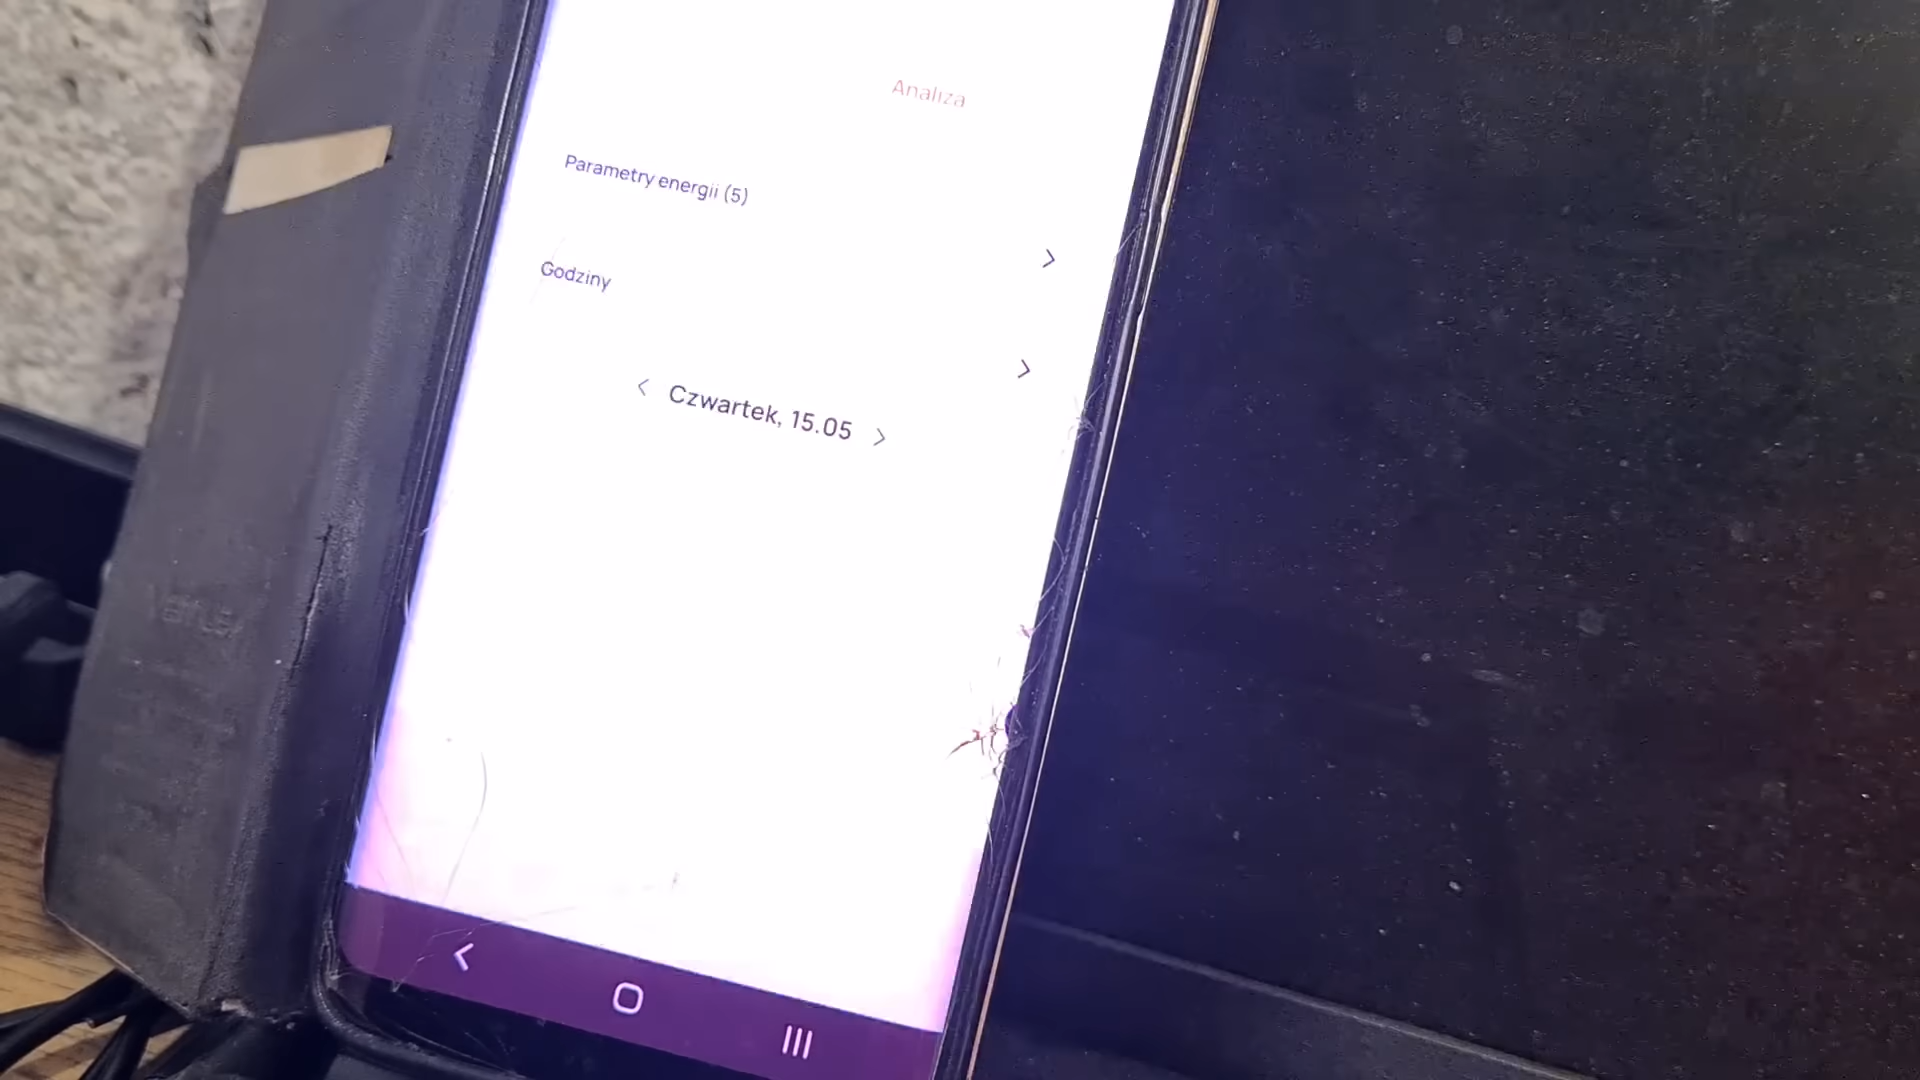 Analiza
Parametry energii (5)
Godziny
Czwartek, 15.05